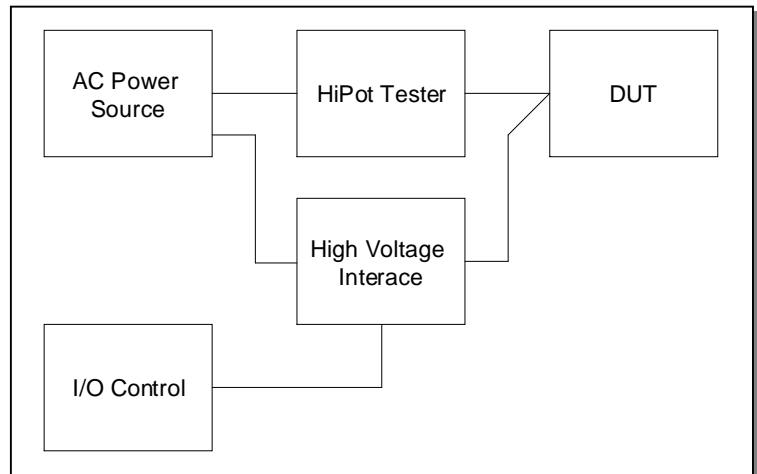 AC Power
Source
HiPot Tester
DUT
High Voltage
Interace
I/O Control